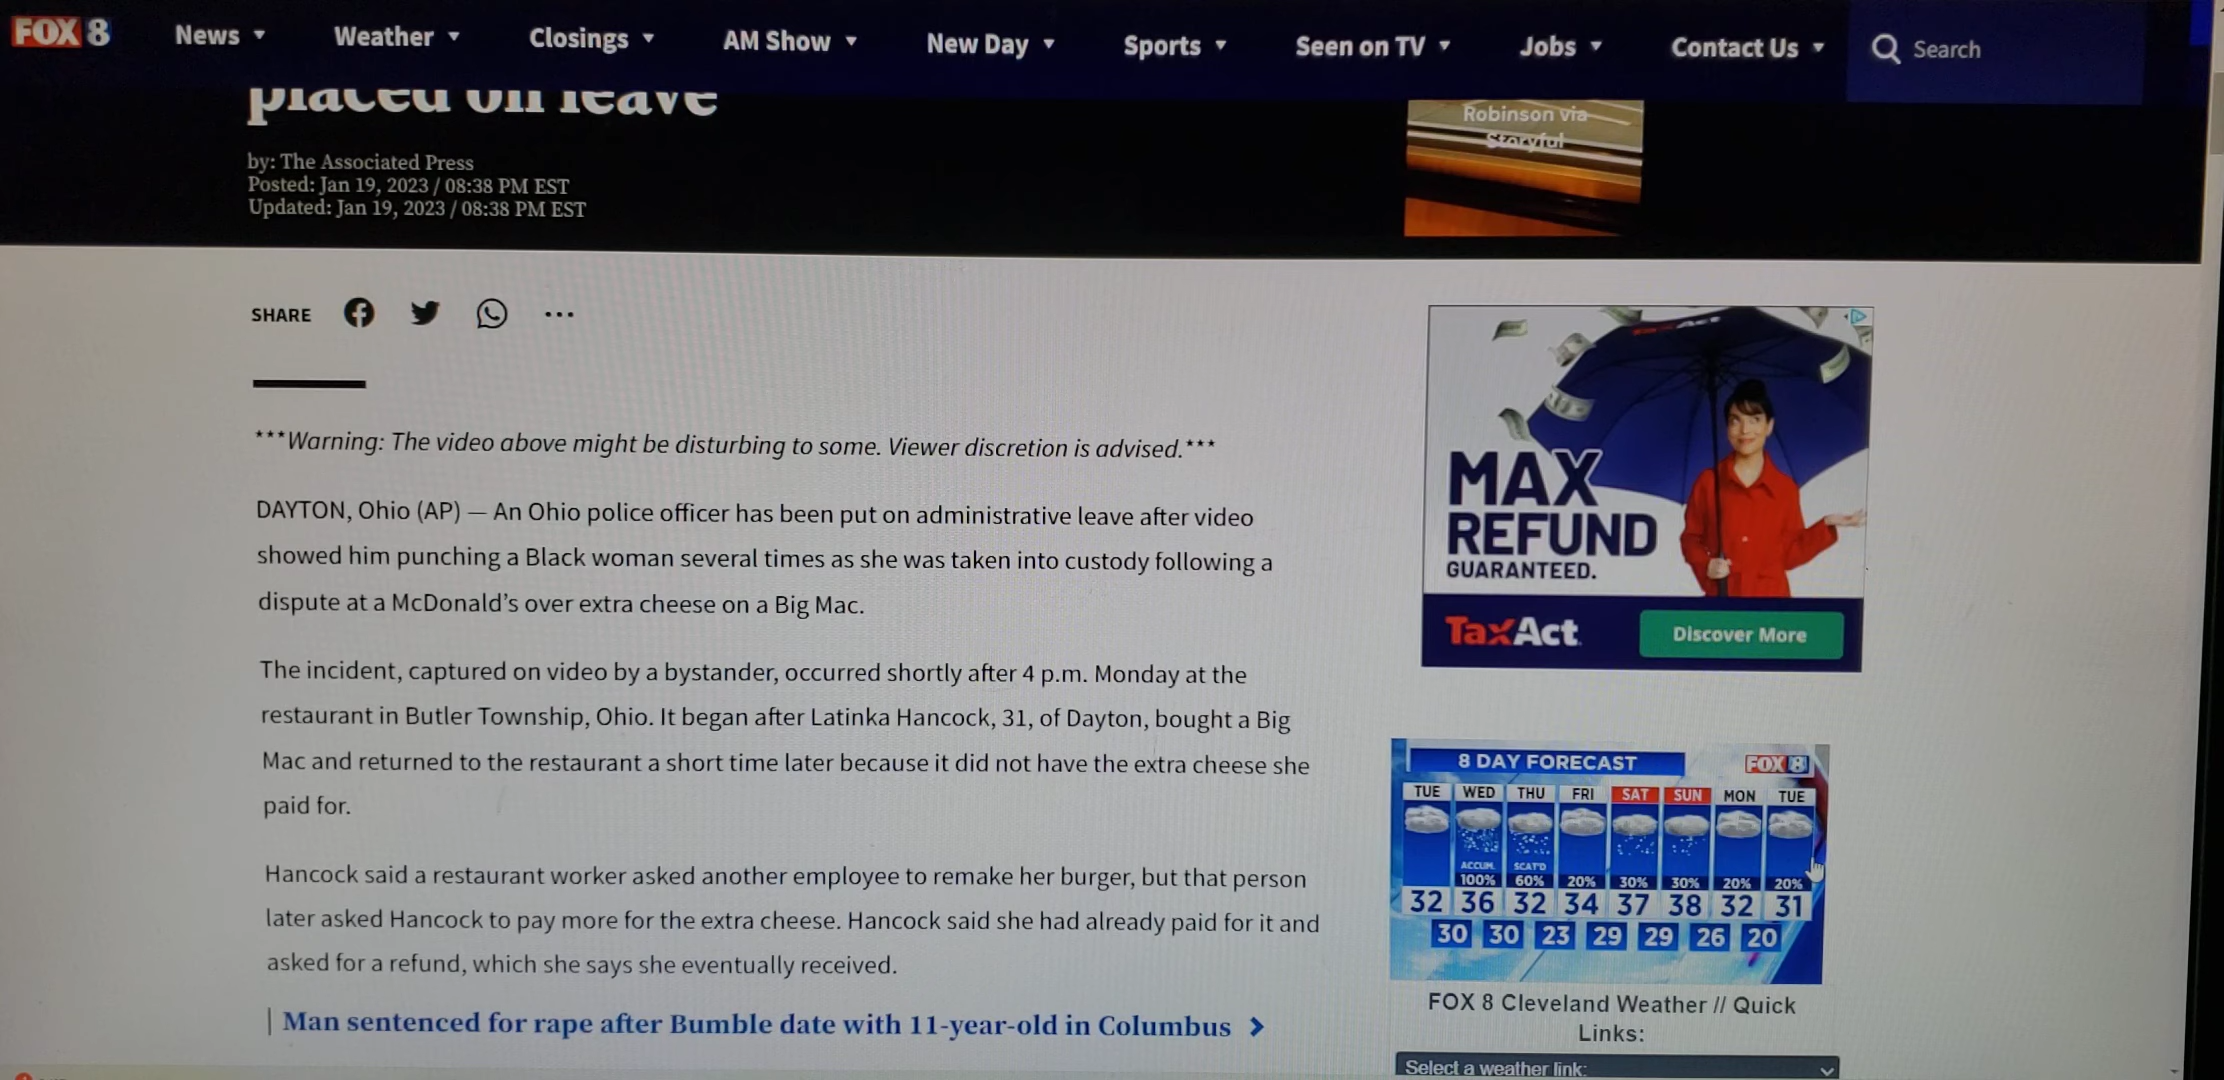 FOX 8
News
Weather
Closings
AM Show
New Day
Sports
Seen on TV
Jobs
Contact Us
Search
placed on leave
by: The Associated Press
Posted: Jan 19, 2023 / 08:38 PM EST
Updated: Jan 19, 2023 / 08:38 PM EST
Robinson via
Storyful
SHARE
***Warning: The video above might be disturbing to some. Viewer discretion is advised.***
DAYTON, Ohio (AP) — An Ohio police officer has been put on administrative leave after video
showed him punching a Black woman several times as she was taken into custody following a
dispute at a McDonald's over extra cheese on a Big Mac.
The incident, captured on video by a bystander, occurred shortly after 4 p.m. Monday at the
restaurant in Butler Township, Ohio. It began after Latinka Hancock, 31, of Dayton, bought a Big
Mac and returned to the restaurant a short time later because it did not have the extra cheese she
paid for.
Hancock said a restaurant worker asked another employee to remake her burger, but that person
later asked Hancock to pay more for the extra cheese. Hancock said she had already paid for it and
asked for a refund, which she says she eventually received.
| Man sentenced for rape after Bumble date with 11-year-old in Columbus
MAX
REFUND
GUARANTEED.
TaxAct
Discover More
8 DAY FORECAST
FOX 8
TUE WED THU FRI SAT SUN MON TUE
ACCUM. SCAT'D
100% 60% 20% 30% 30% 20% 20%
32 36 32 34 37 38 32 31
30 30 23 29 29 26 20
FOX 8 Cleveland Weather // Quick
Links:
Select a weather link: